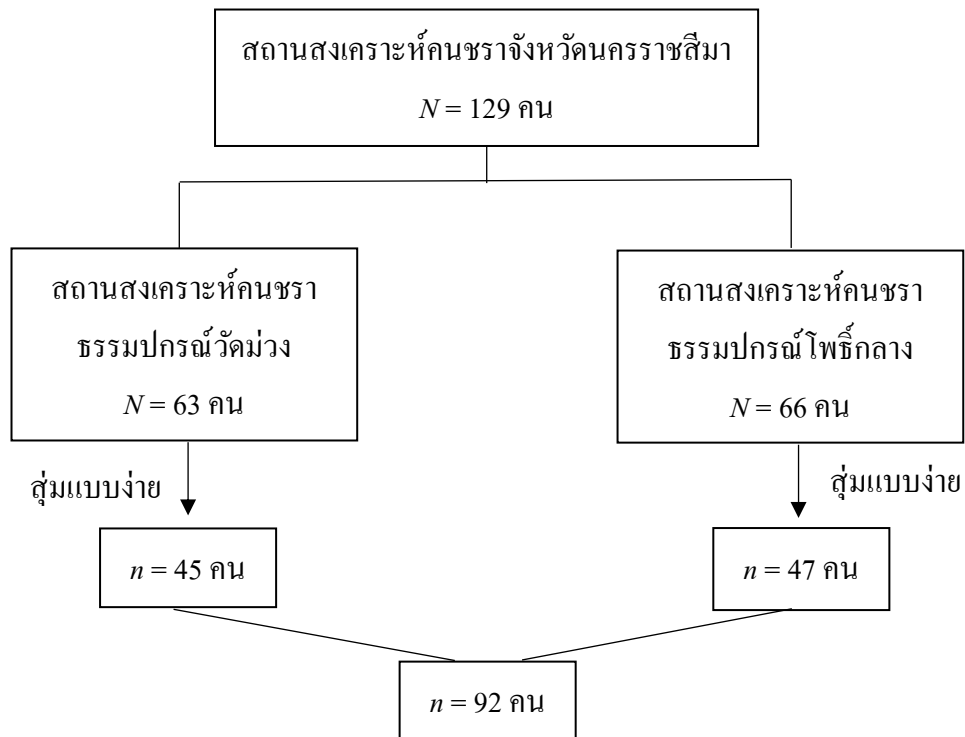 สถานสงเคราะห์คนชราจังหวัดนครราชสีมา
N = 129 คน
สถานสงเคราะห์คนชรา
ธรรมปกรณ์วัดม่วง
N = 63 คน
สถานสงเคราะห์คนชรา
ธรรมปกรณ์โพธิ์กลาง
N = 66 คน
สุ่มแบบง่าย
สุ่มแบบง่าย
n = 45 คน
n = 47 คน
n = 92 คน